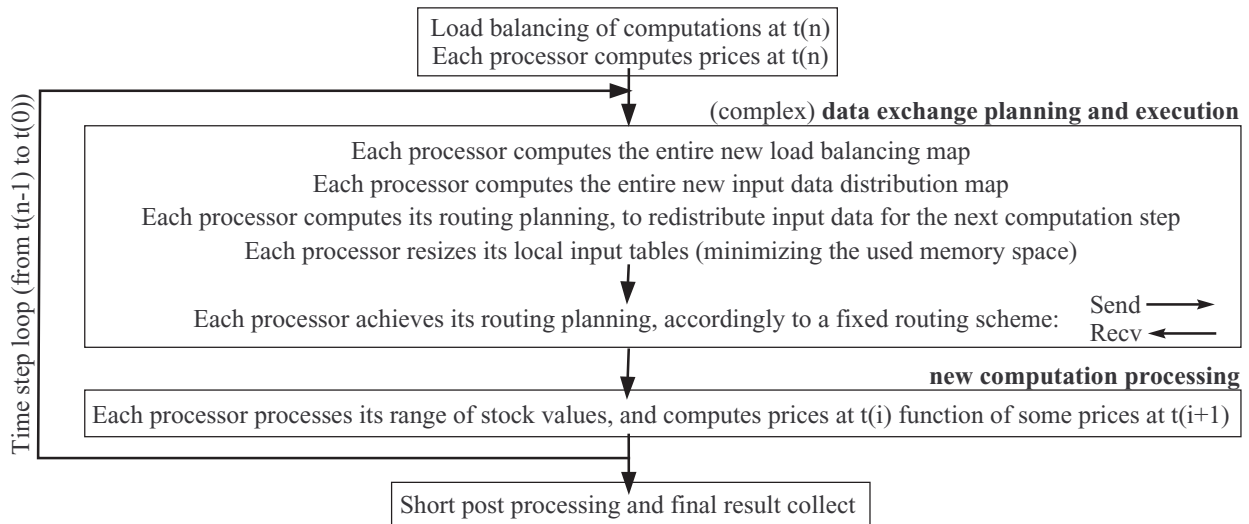 Load balancing of computations at t(n)
Each processor computes prices at t(n)
Time step loop (from t(n-1) to t(0))
(complex) data exchange planning and execution
Each processor computes the entire new load balancing map
Each processor computes the entire new input data distribution map
Each processor computes its routing planning, to redistribute input data for the next computation step
Each processor resizes its local input tables (minimizing the used memory space)
Each processor achieves its routing planning, accordingly to a fixed routing scheme:
Send
Recv
new computation processing
Each processor processes its range of stock values, and computes prices at t(i) function of some prices at t(i+1)
Short post processing and final result collect